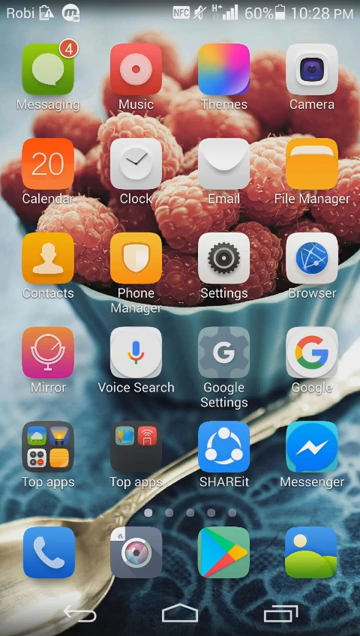 Robi NFC H+ 60% 10:28 PM
4
Messaging Music Themes Camera
20
Calendar Clock Email File Manager
Contacts Phone Manager Settings Browser
Mirror Voice Search Google Settings Google
G G
Top apps Top apps SHAREit Messenger